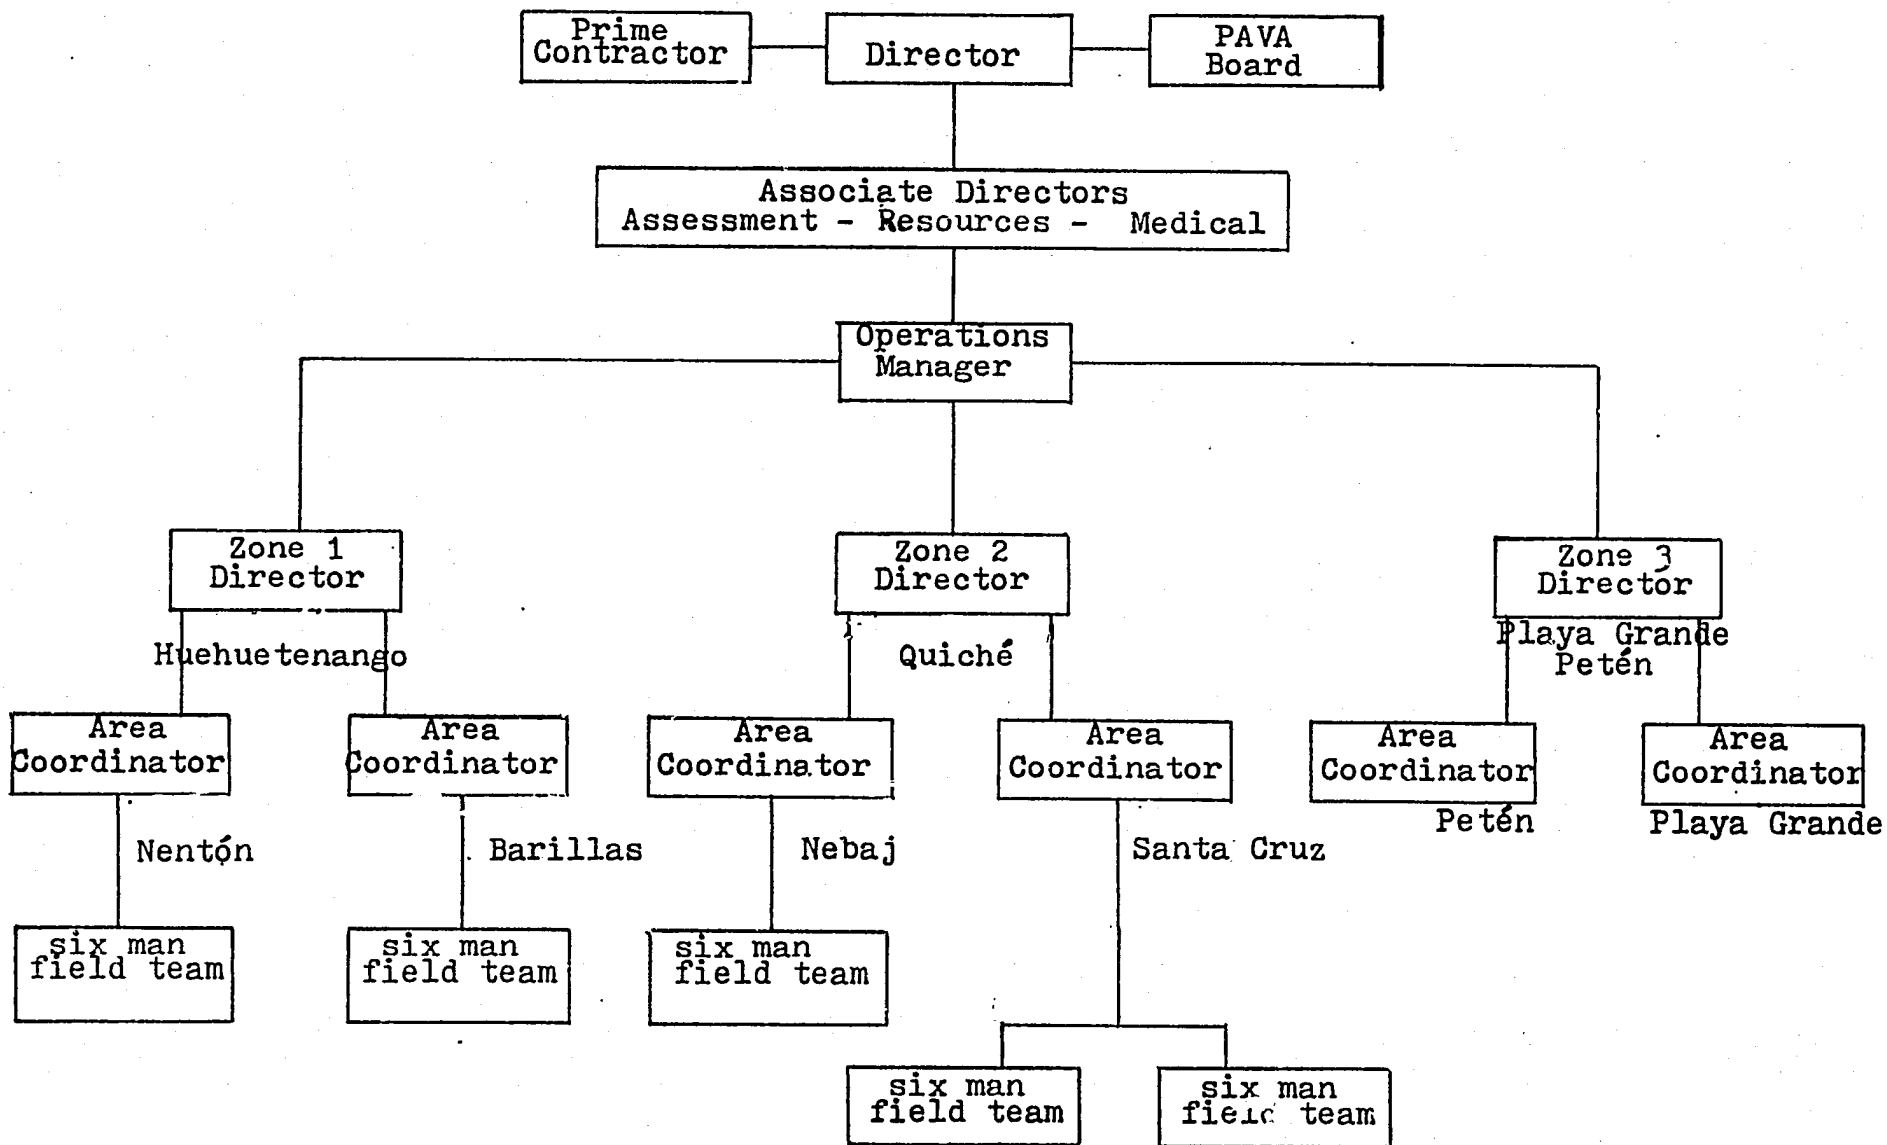 Prime
Contractor
Director
PAVA
Board
Associate Directors
Assessment - Resources - Medical
Operations
Manager
Zone 1
Director
Zone 2
Director
Zone 3
Director
Huehuetenango
Quiché
Playa Grande
Petén
Area
Coordinator
Area
Coordinator
Area
Coordinator
Area
Coordinator
Area
Coordinator
Area
Coordinator
Nentón
Barillas
Nebaj
Santa Cruz
Petén
Playa Grande
six man
field team
six man
field team
six man
field team
six man
field team
six man
field team